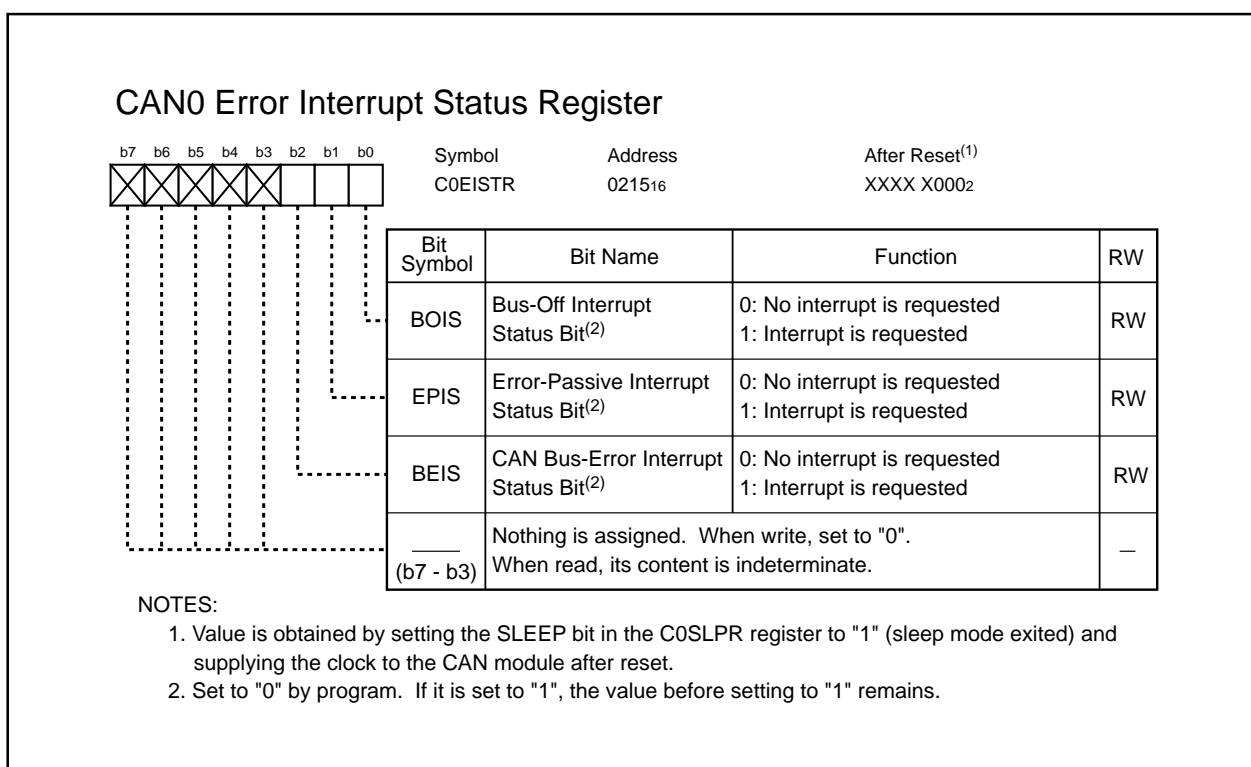 CAN0 Error Interrupt Status Register
b7 b6 b5 b4 b3 b2 b1 b0
Symbol Address After Reset(1)
C0EISTR 021516 XXXX X0002
Bit Symbol Bit Name Function RW
BOIS Bus-Off Interrupt Status Bit(2) 0: No interrupt is requested 1: Interrupt is requested RW
EPIS Error-Passive Interrupt Status Bit(2) 0: No interrupt is requested 1: Interrupt is requested RW
BEIS CAN Bus-Error Interrupt Status Bit(2) 0: No interrupt is requested 1: Interrupt is requested RW
(b7 - b3) Nothing is assigned. When write, set to "0". When read, its content is indeterminate. —
NOTES:
1. Value is obtained by setting the SLEEP bit in the C0SLPR register to "1" (sleep mode exited) and
supplying the clock to the CAN module after reset.
2. Set to "0" by program. If it is set to "1", the value before setting to "1" remains.